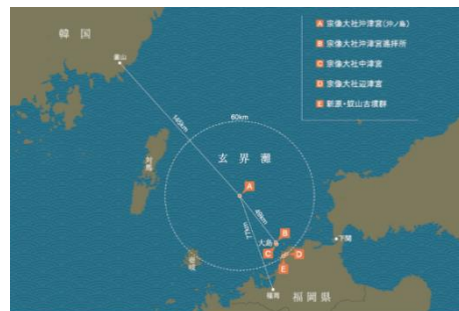 韓国
釜山
A 宗像大社沖津宮(沖ノ島)
B 宗像大社沖津宮遙拝所
C 宗像大社中津宮
D 宗像大社辺津宮
E 新原・奴山古墳群
145km
60km
対馬
玄界灘
A
49km
77km
B
大島
下関
C
D
壱岐
E
福岡
福岡県